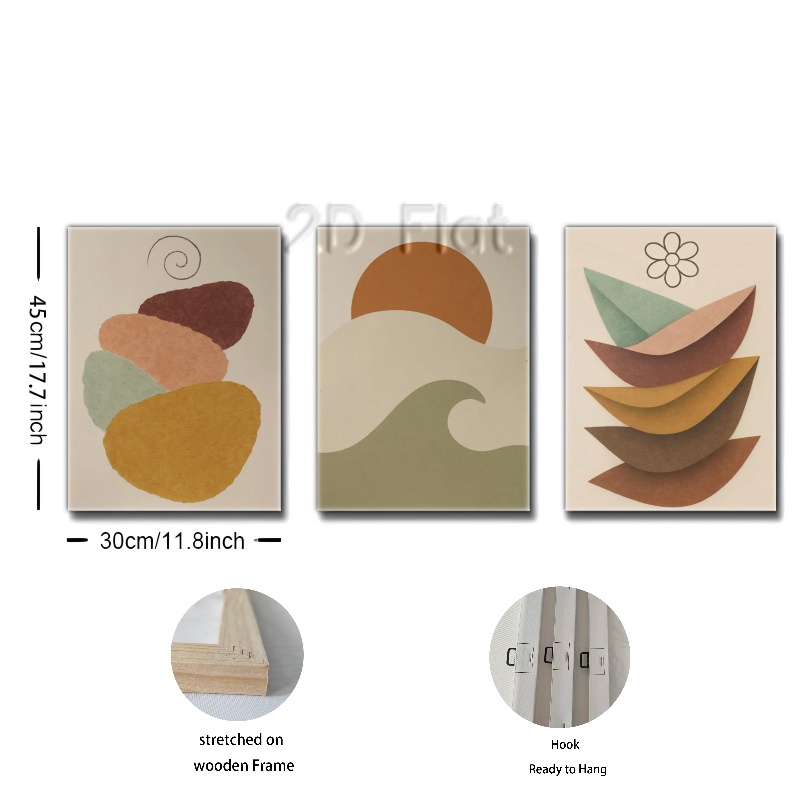 2D Flat
45cm/17.7inch
30cm/11.8inch
stretched on
wooden Frame
Hook
Ready to Hang